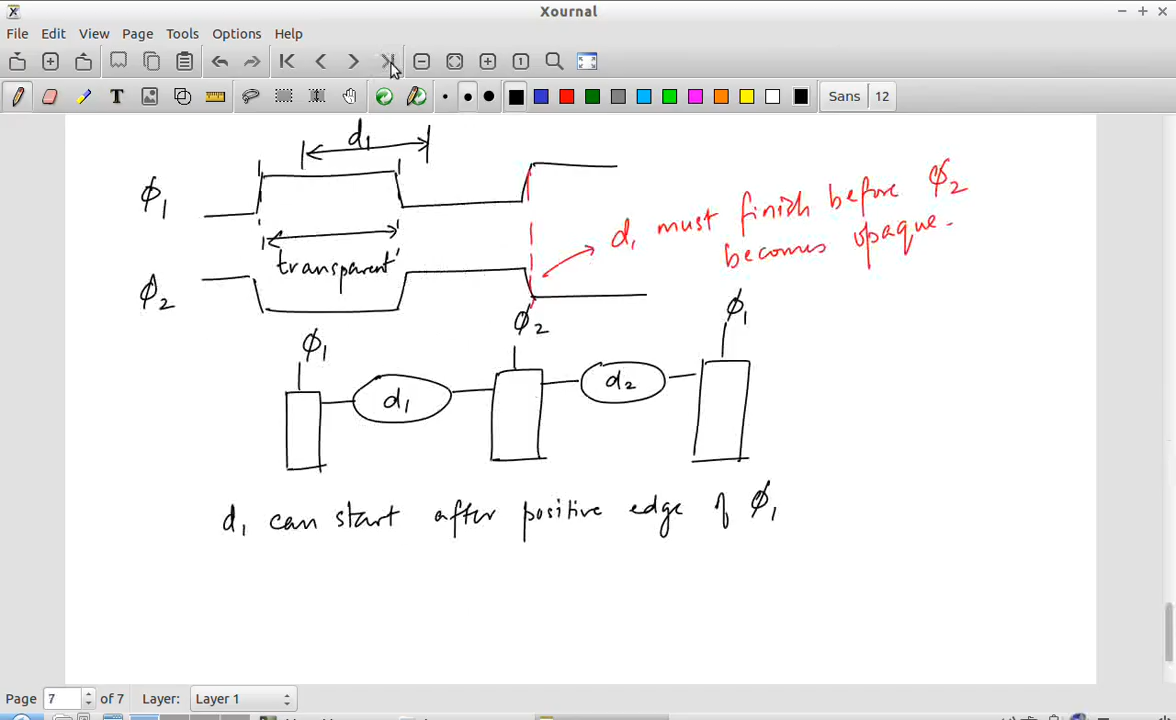 Xournal
File Edit View Page Tools Options Help
Sans 12
d₁
ϕ₁
transparent
ϕ₂
d₁ must finish before ϕ₂
becomes opaque.
ϕ₁
ϕ₂
ϕ₁
d₁
d₂
d₁ can start after positive edge of ϕ₁
Page 7 of 7 Layer: Layer 1